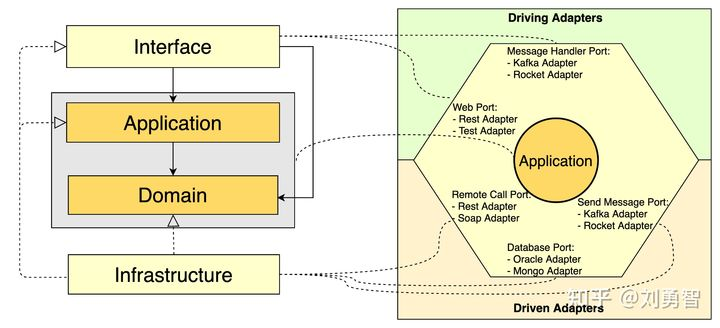 Interface
Application
Domain
Infrastructure
Driving Adapters
Message Handler Port:
- Kafka Adapter
- Rocket Adapter
Web Port:
- Rest Adapter
- Test Adapter
Application
Remote Call Port:
- Rest Adapter
- Soap Adapter
Send Message Port:
- Kafka Adapter
- Rocket Adapter
Database Port:
- Oracle Adapter
- Mongo Adapter
Driven Adapters
知乎 @刘勇智